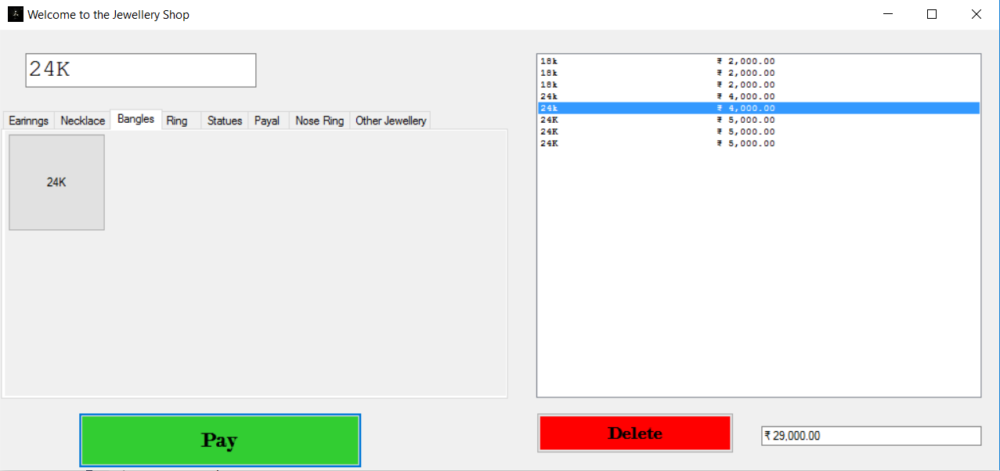 Welcome to the Jewellery Shop
24K
Earinngs Necklace Bangles Ring Statues Payal Nose Ring Other Jewellery
24K
18k ₹ 2,000.00
18k ₹ 2,000.00
18k ₹ 2,000.00
24k ₹ 4,000.00
24k ₹ 4,000.00
24K ₹ 5,000.00
24K ₹ 5,000.00
24K ₹ 5,000.00
Pay
Delete
₹ 29,000.00